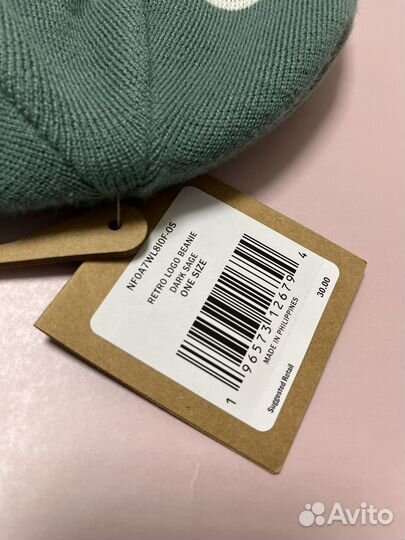 NF0A7WL8I0F-OS
RETRO LOGO BEANIE
DARK SAGE
ONE SIZE
1 96573 12679 4
MADE IN PHILIPPINES
Suggested Retail
30.00
Avito